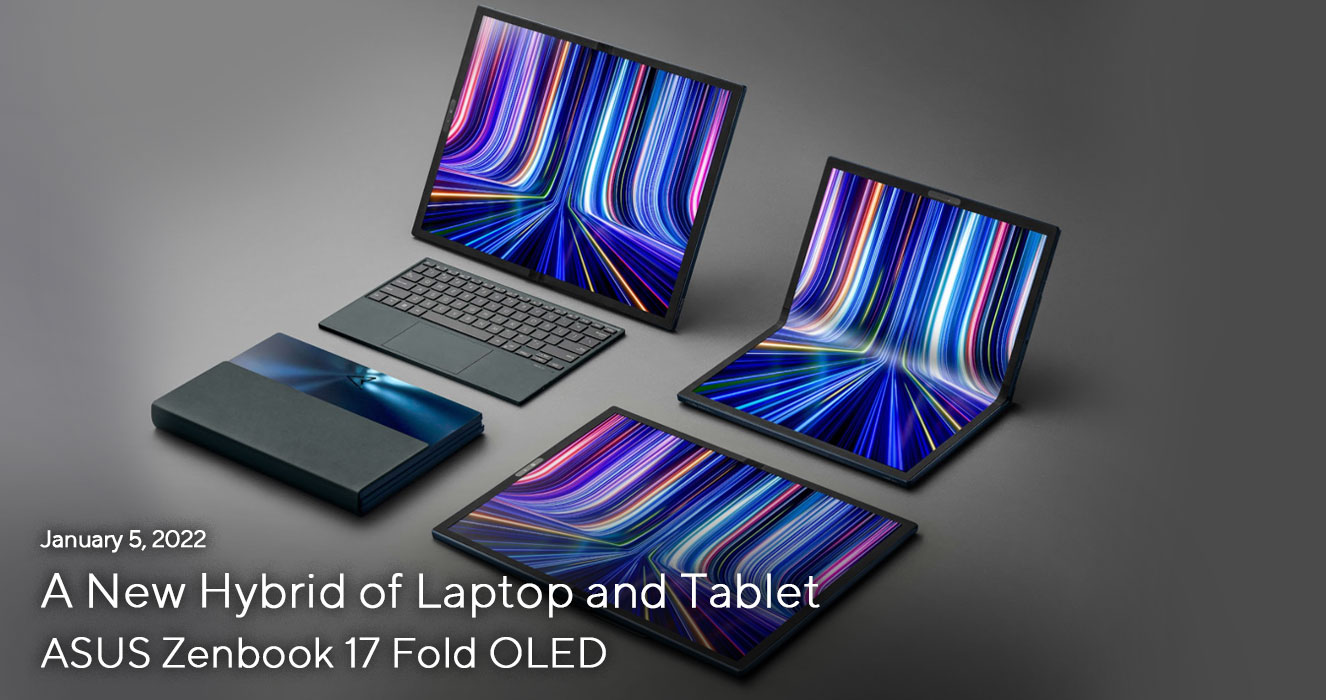 January 5, 2022
A New Hybrid of Laptop and Tablet
ASUS Zenbook 17 Fold OLED